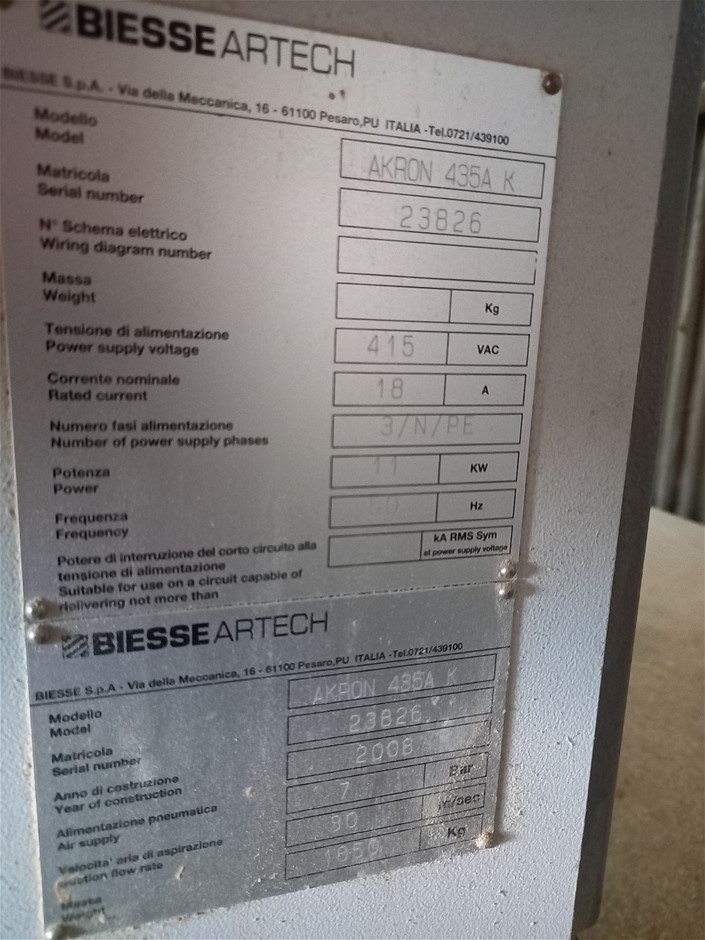 BIESSE ARTECH
BIESSE S.p.A. - Via della Meccanica, 16 - 61100 Pesaro,PU ITALIA -Tel.0721/439100
Modello
Model
AKRON 435A K
Matricola
Serial number
23826
N° Schema elettrico
Wiring diagram number
Massa
Weight
Kg
Tensione di alimentazione
Power supply voltage
415 VAC
Corrente nominale
Rated current
18 A
Numero fasi alimentazione
Number of power supply phases
3/N/PE
Potenza
Power
11 KW
Frequenza
Frequency
Hz
Potere di interruzione del corto circuito alla
tensione di alimentazione
Suitable for use on a circuit capable of
delivering not more than
kA RMS Sym
at power supply voltage
BIESSE ARTECH
BIESSE S.p.A. - Via della Meccanica, 16 - 61100 Pesaro,PU ITALIA -Tel.0721/439100
Modello
Model
AKRON 435A K
Matricola
Serial number
23826
Anno di costruzione
Year of construction
2008
Alimentazione pneumatica
Air supply
7 Bar
Velocita' aria di aspirazione
Suction flow rate
30 m/sec
Massa
Weight
1850 Kg